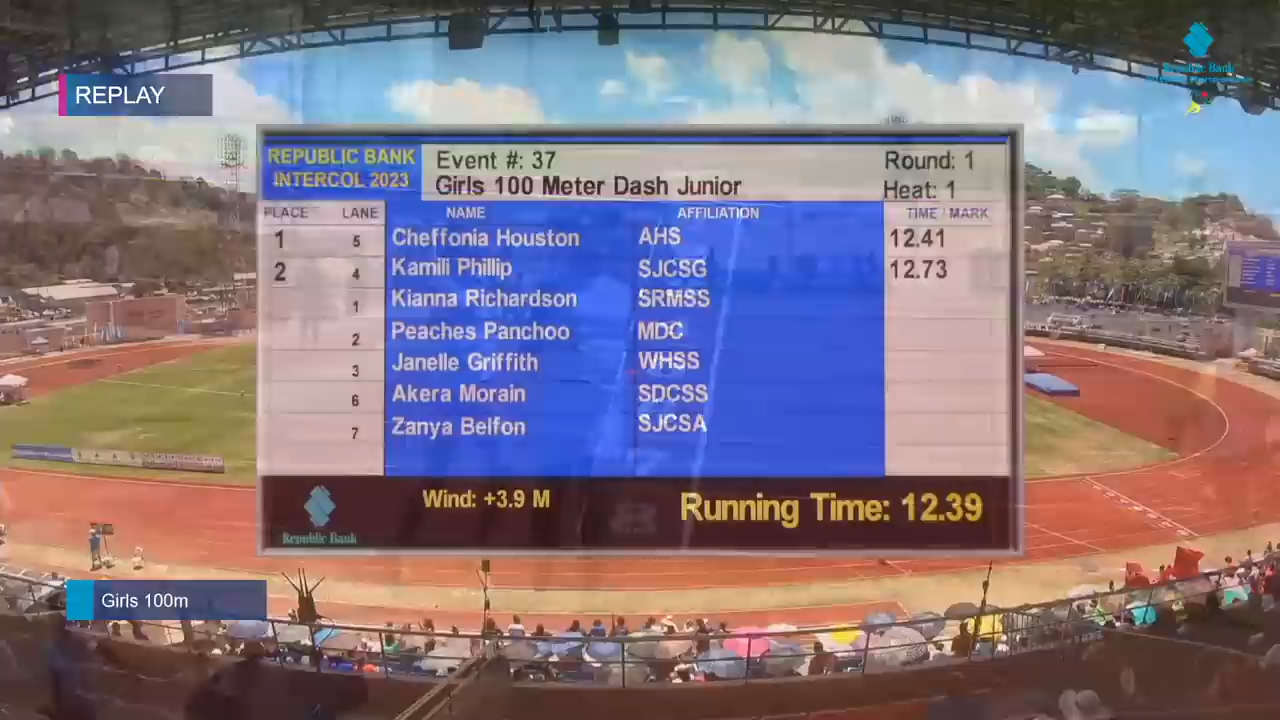 REPLAY
Republic Bank
REPUBLIC BANK
INTERCOL 2023
Event #: 37
Girls 100 Meter Dash Junior
Round: 1
Heat: 1
PLACE LANE NAME AFFILIATION TIME / MARK
1 5 Cheffonia Houston AHS 12.41
2 4 Kamili Phillip SJCSG 12.73
1 Kianna Richardson SRMSS
2 Peaches Panchoo MDC
3 Janelle Griffith WHSS
6 Akera Morain SDCSS
7 Zanya Belfon SJCSA
Republic Bank
Wind: +3.9 M
Running Time: 12.39
Girls 100m